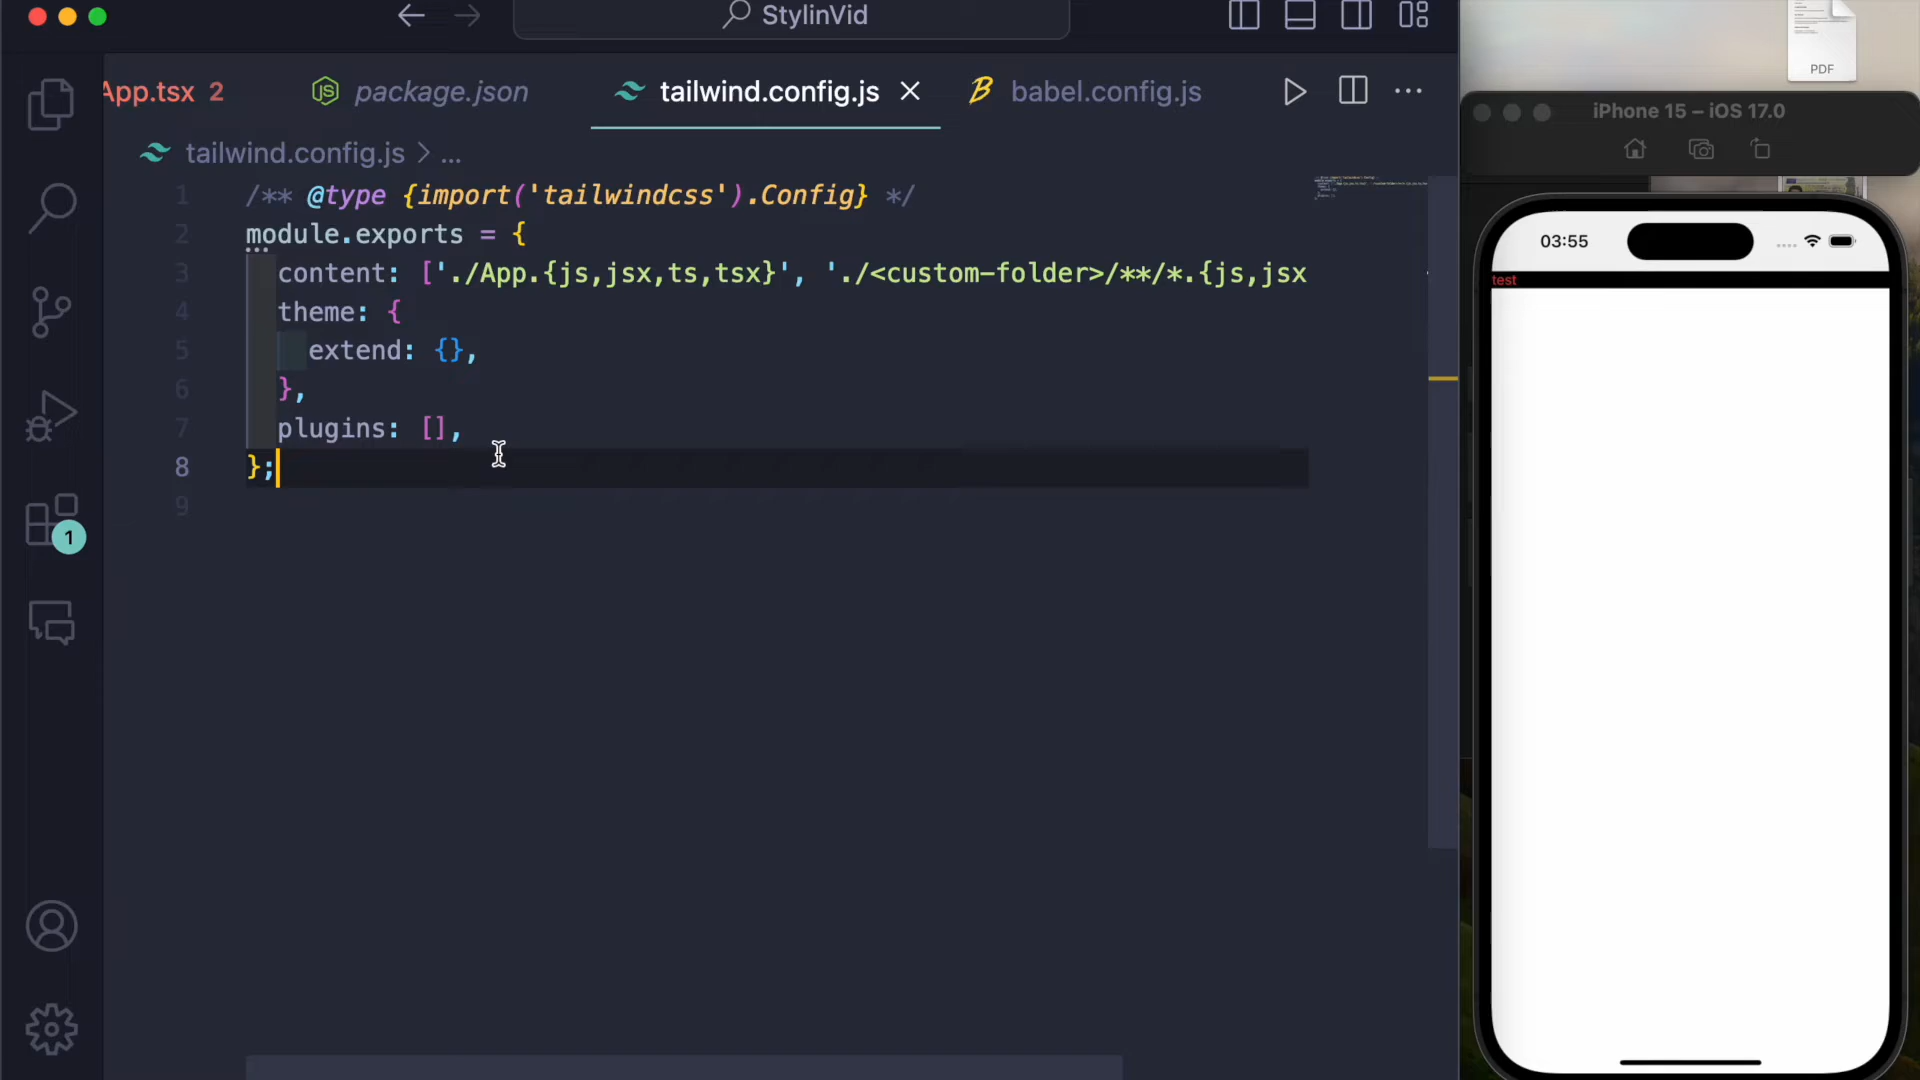 StylinVid
App.tsx 2
package.json
tailwind.config.js
babel.config.js
tailwind.config.js > ...
1 /** @type {import('tailwindcss').Config} */
2 module.exports = {
3 content: ['./App.{js,jsx,ts,tsx}', './<custom-folder>/**/*.{js,jsx
4 theme: {
5 extend: {},
6 },
7 plugins: [],
8 };
9
1
PDF
iPhone 15 – iOS 17.0
03:55
test